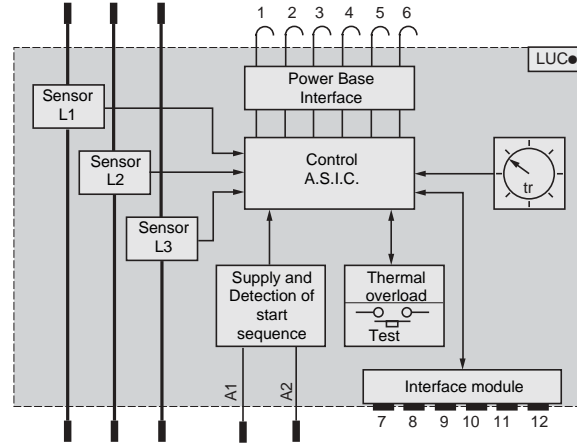 1 2 3 4 5 6
LUC●
Power Base
Interface
Sensor
L1
Control
A.S.I.C.
Sensor
L2
tr
Sensor
L3
Supply and
Detection of
start
sequence
Thermal
overload
Test
A1
A2
Interface module
7 8 9 10 11 12